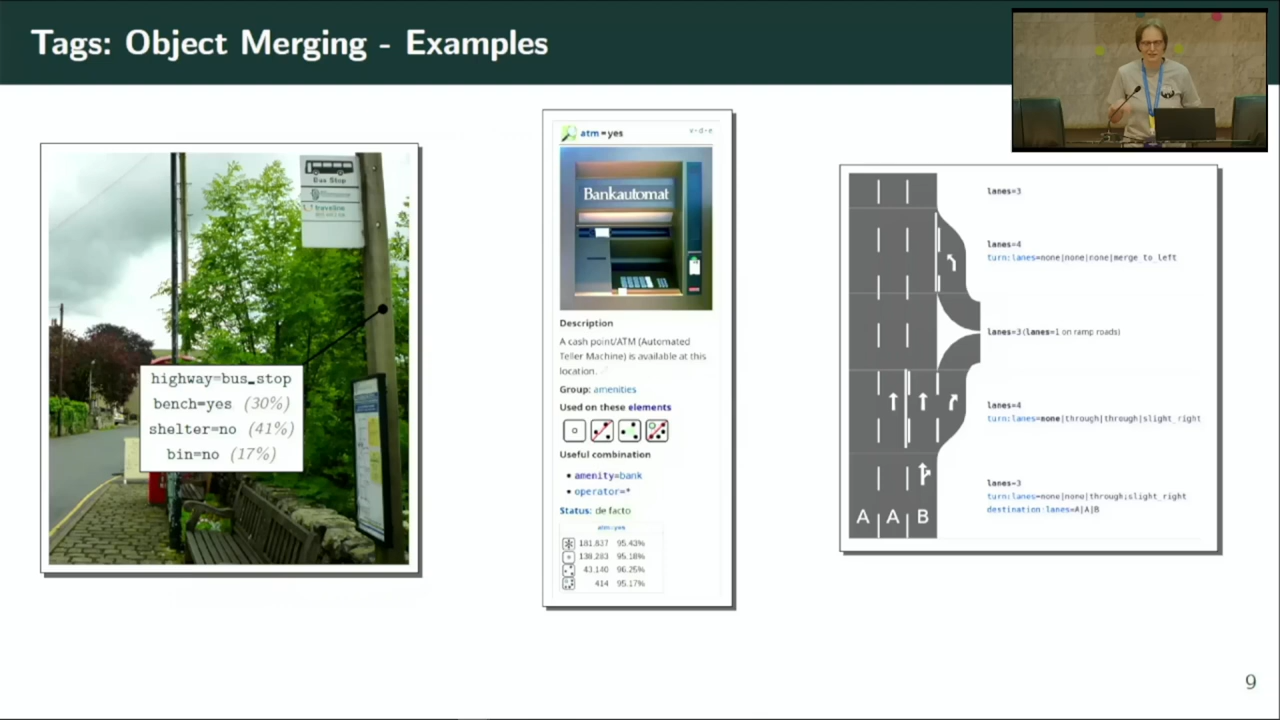 Tags: Object Merging - Examples
Bus Stop
traveline
highway=bus_stop
bench=yes (30%)
shelter=no (41%)
bin=no (17%)
atm = yes
v·d·e
Bankautomat
Description
A cash point/ATM (Automated
Teller Machine) is available at this
location.
Group: amenities
Used on these elements
Useful combination
• amenity=bank
• operator=*
Status: de facto
atm=yes
181,837 95.43%
138,283 95.18%
43,140 96.25%
414 95.17%
lanes=3
lanes=4
turn:lanes=none|none|none|merge_to_left
lanes=3 (lanes=1 on ramp roads)
lanes=4
turn:lanes=none|through|through|slight_right
lanes=3
turn:lanes=none|none|through;slight_right
destination:lanes=A|A|B
A A B
9